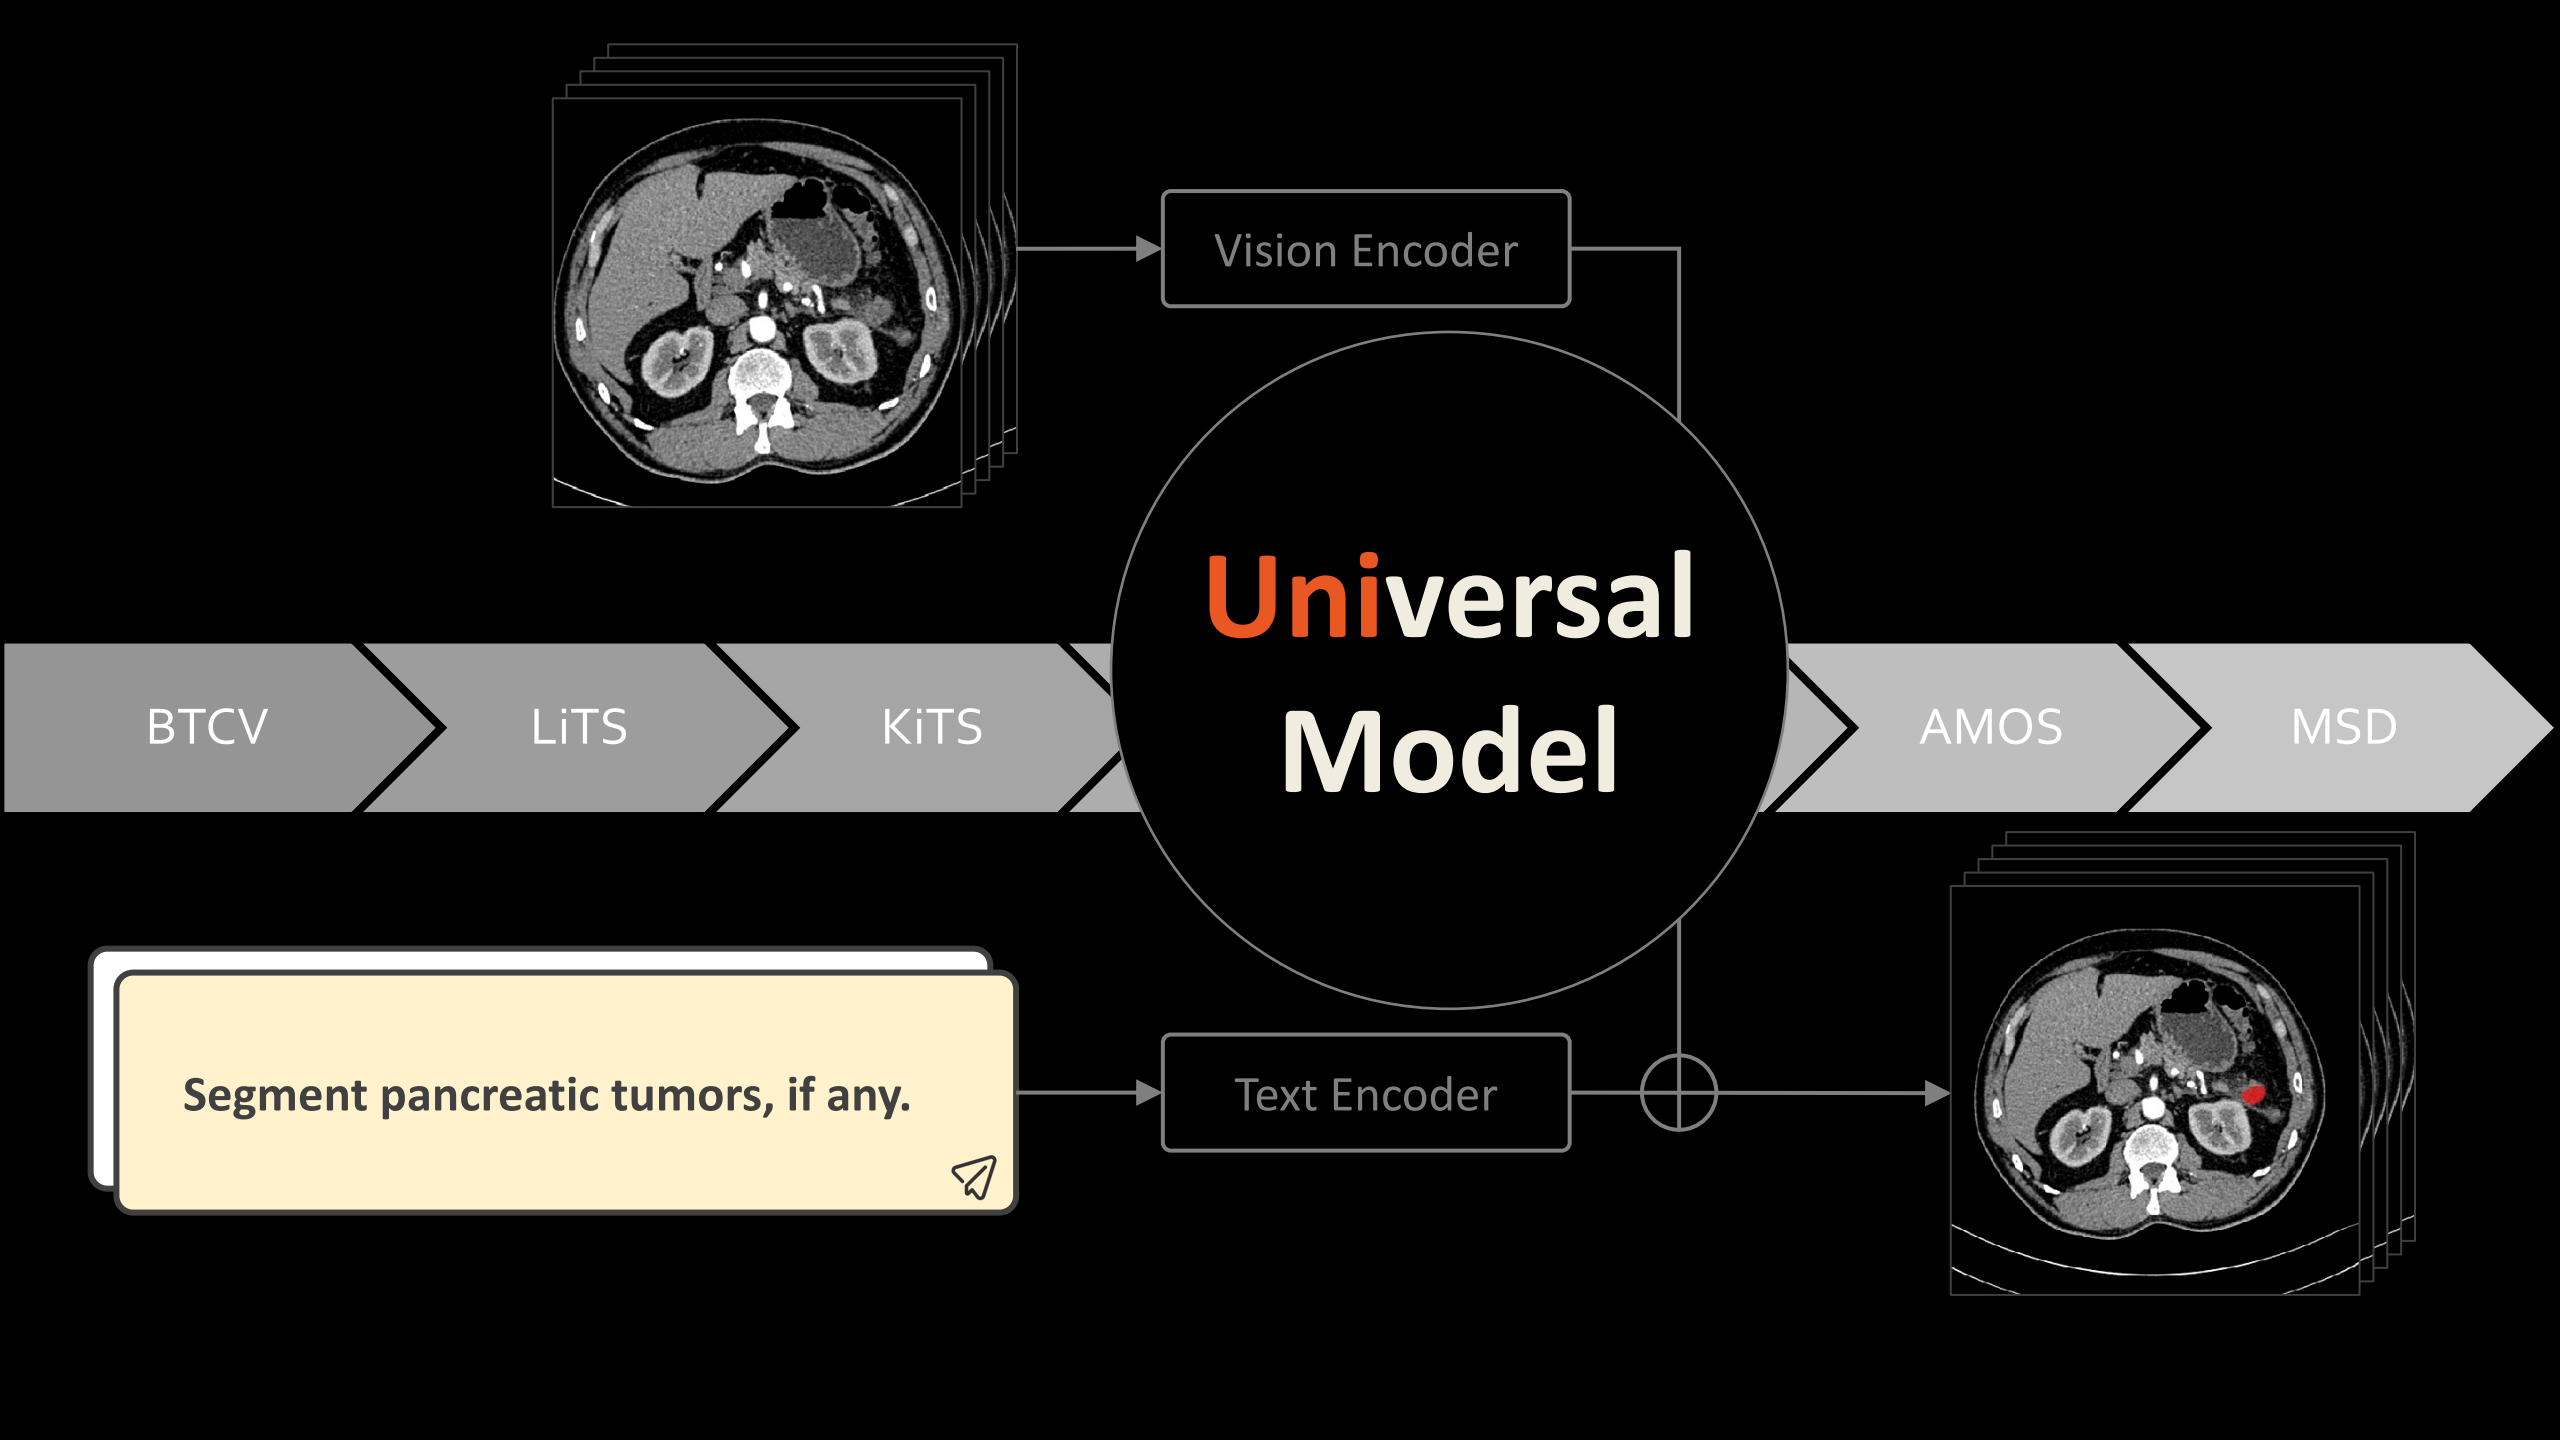 Vision Encoder
Universal
Model
BTCV
LiTS
KiTS
AMOS
MSD
Segment pancreatic tumors, if any.
Text Encoder